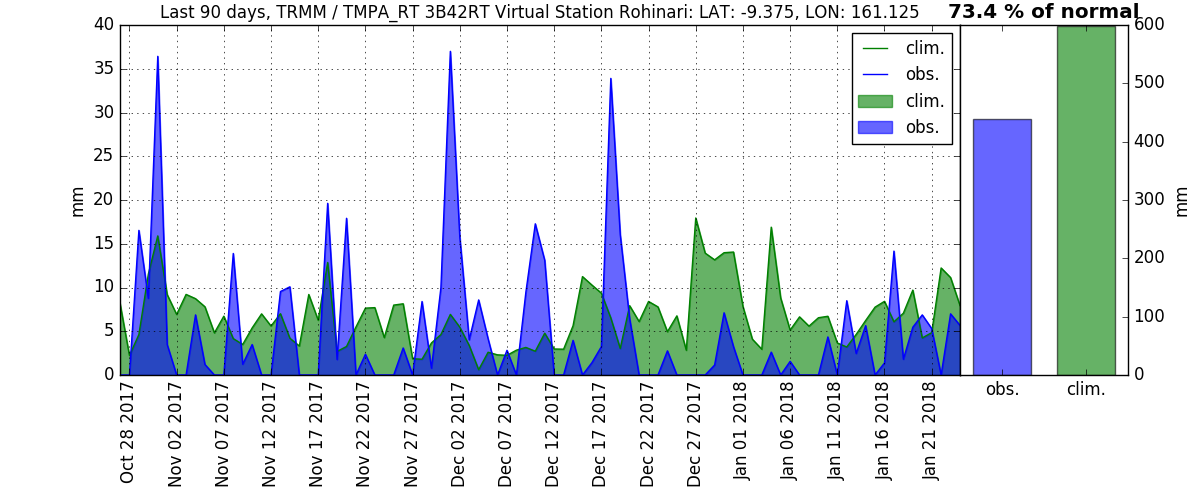 Last 90 days, TRMM / TMPA_RT 3B42RT Virtual Station Rohinari: LAT: -9.375, LON: 161.125
73.4 % of normal
40
35
30
25
20
15
10
5
0
mm
clim.
obs.
clim.
obs.
600
500
400
300
200
100
0
mm
Oct 28 2017
Nov 02 2017
Nov 07 2017
Nov 12 2017
Nov 17 2017
Nov 22 2017
Nov 27 2017
Dec 02 2017
Dec 07 2017
Dec 12 2017
Dec 17 2017
Dec 22 2017
Dec 27 2017
Jan 01 2018
Jan 06 2018
Jan 11 2018
Jan 16 2018
Jan 21 2018
obs.
clim.